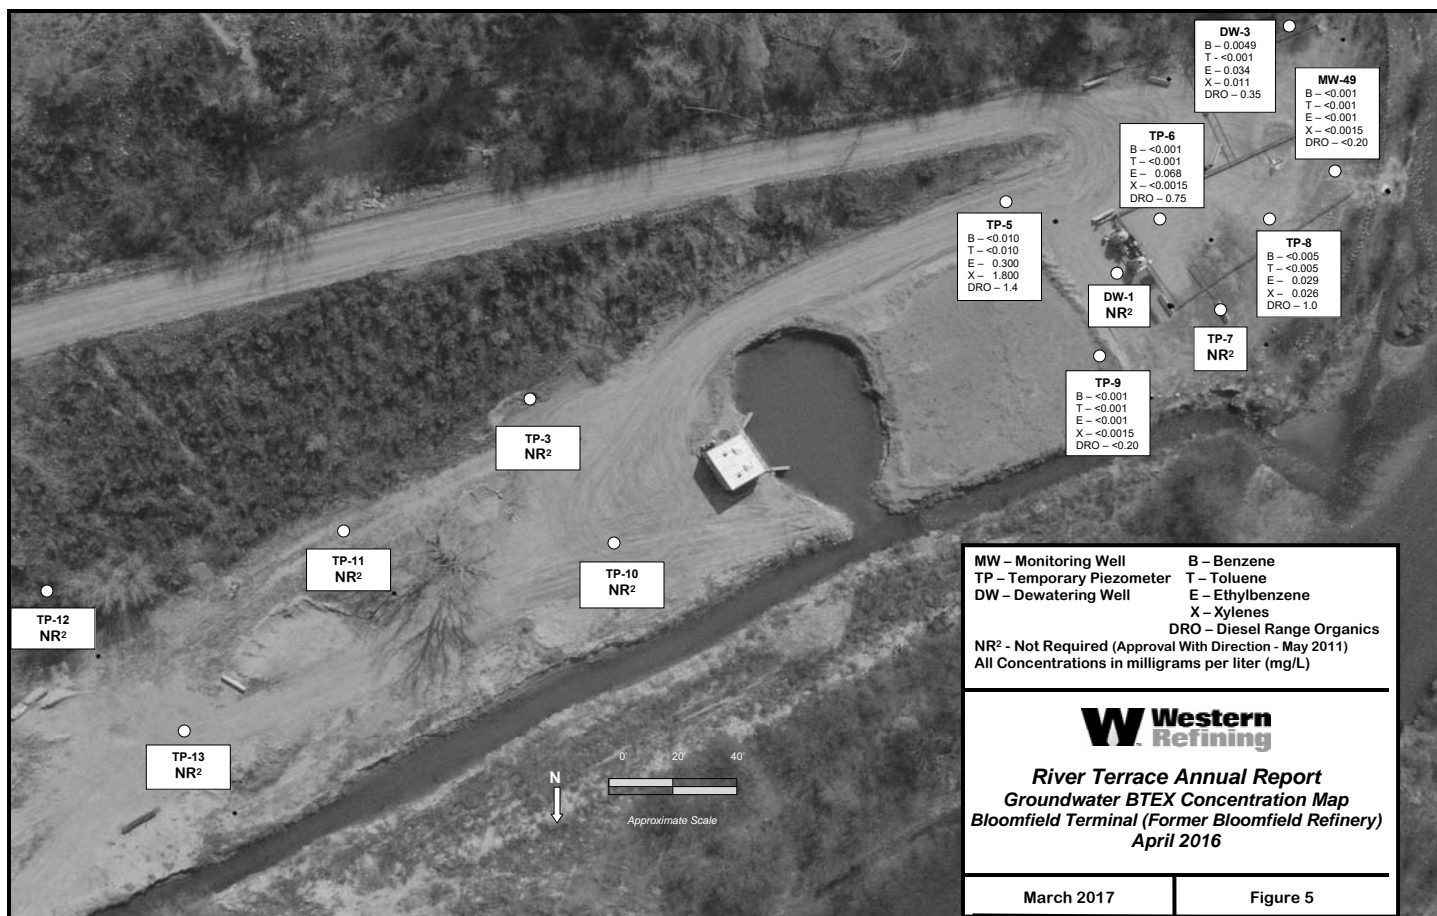 DW-3
B – 0.0049
T - <0.001
E – 0.034
X – 0.011
DRO – 0.35
MW-49
B – <0.001
T – <0.001
E – <0.001
X – <0.0015
DRO – <0.20
TP-6
B – <0.001
T – <0.001
E – 0.068
X – <0.0015
DRO – 0.75
TP-5
B – <0.010
T – <0.010
E – 0.300
X – 1.800
DRO – 1.4
TP-8
B – <0.005
T – <0.005
E – 0.029
X – 0.026
DRO – 1.0
DW-1
NR²
TP-7
NR²
TP-9
B – <0.001
T – <0.001
E – <0.001
X – <0.0015
DRO – <0.20
TP-3
NR²
TP-11
NR²
TP-10
NR²
TP-12
NR²
TP-13
NR²
0' 20' 40'
N
Approximate Scale
MW – Monitoring Well B – Benzene
TP – Temporary Piezometer T – Toluene
DW – Dewatering Well E – Ethylbenzene
X – Xylenes
DRO – Diesel Range Organics
NR² - Not Required (Approval With Direction - May 2011)
All Concentrations in milligrams per liter (mg/L)
W Western
Refining
River Terrace Annual Report
Groundwater BTEX Concentration Map
Bloomfield Terminal (Former Bloomfield Refinery)
April 2016
March 2017 Figure 5